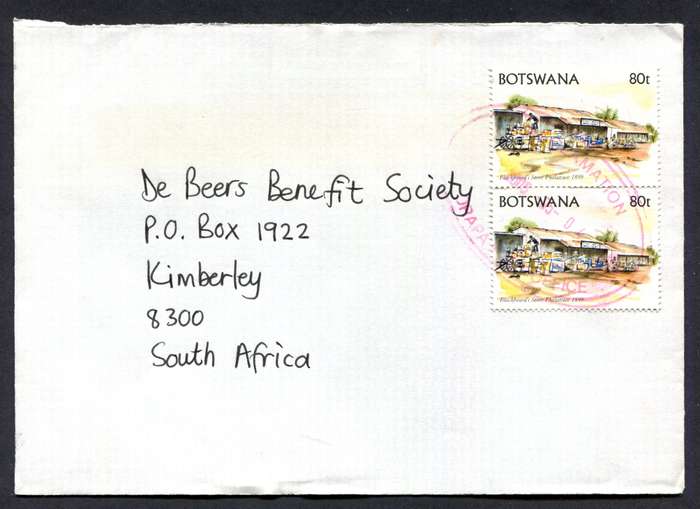 BOTSWANA 80t
BOTSWANA 80t
De Beers Benefit Society
P.O. Box 1922
Kimberley
8300
South Africa